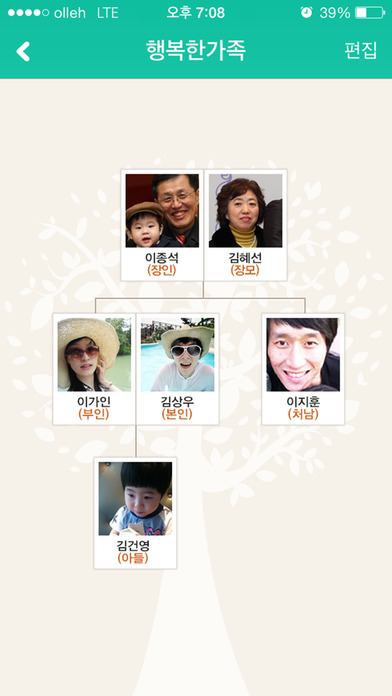 olleh LTE 오후 7:08 39%
행복한가족 편집
이종석 김혜선
(장인) (장모)
이가인 김상우 이지훈
(부인) (본인) (처남)
김건영
(아들)